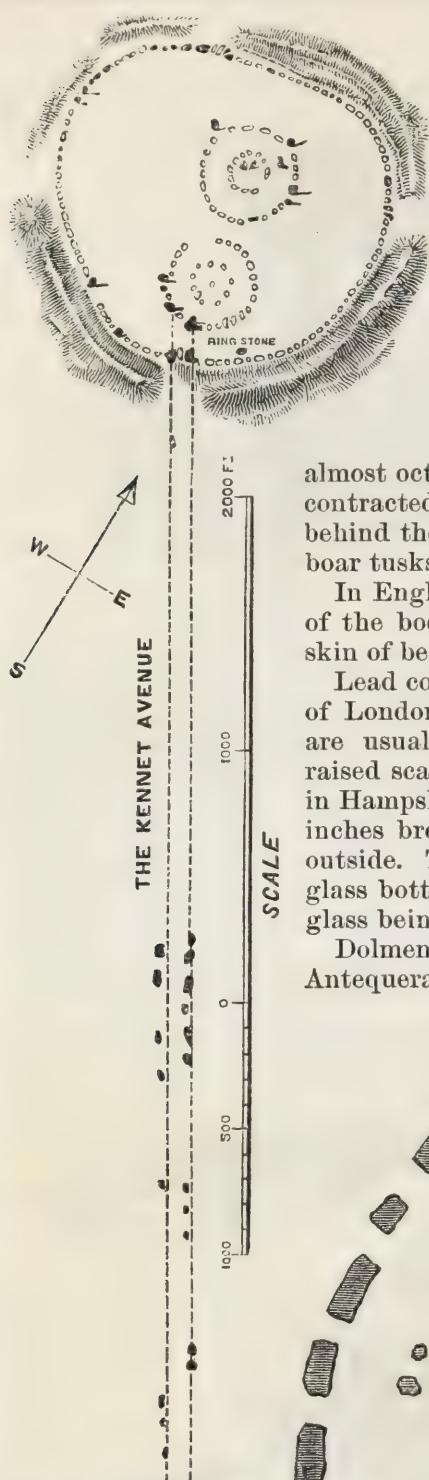 RING STONE
2000 FT
1000
0
500
1000
SCALE
THE KENNET AVENUE
W
E
S
almost oct
contracted
behind the
boar tusks
In Engl
of the boo
skin of be
Lead co
of London
are usual
raised sca
in Hampsl
inches bre
outside. T
glass bott
glass bein
Dolmen
Antequera